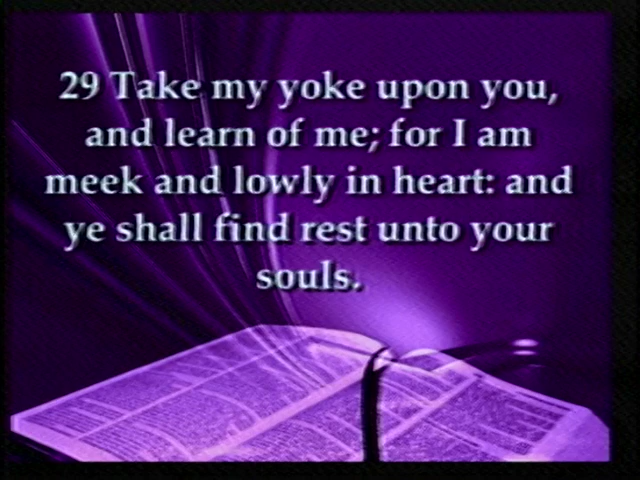 29 Take my yoke upon you,
and learn of me; for I am
meek and lowly in heart: and
ye shall find rest unto your
souls.